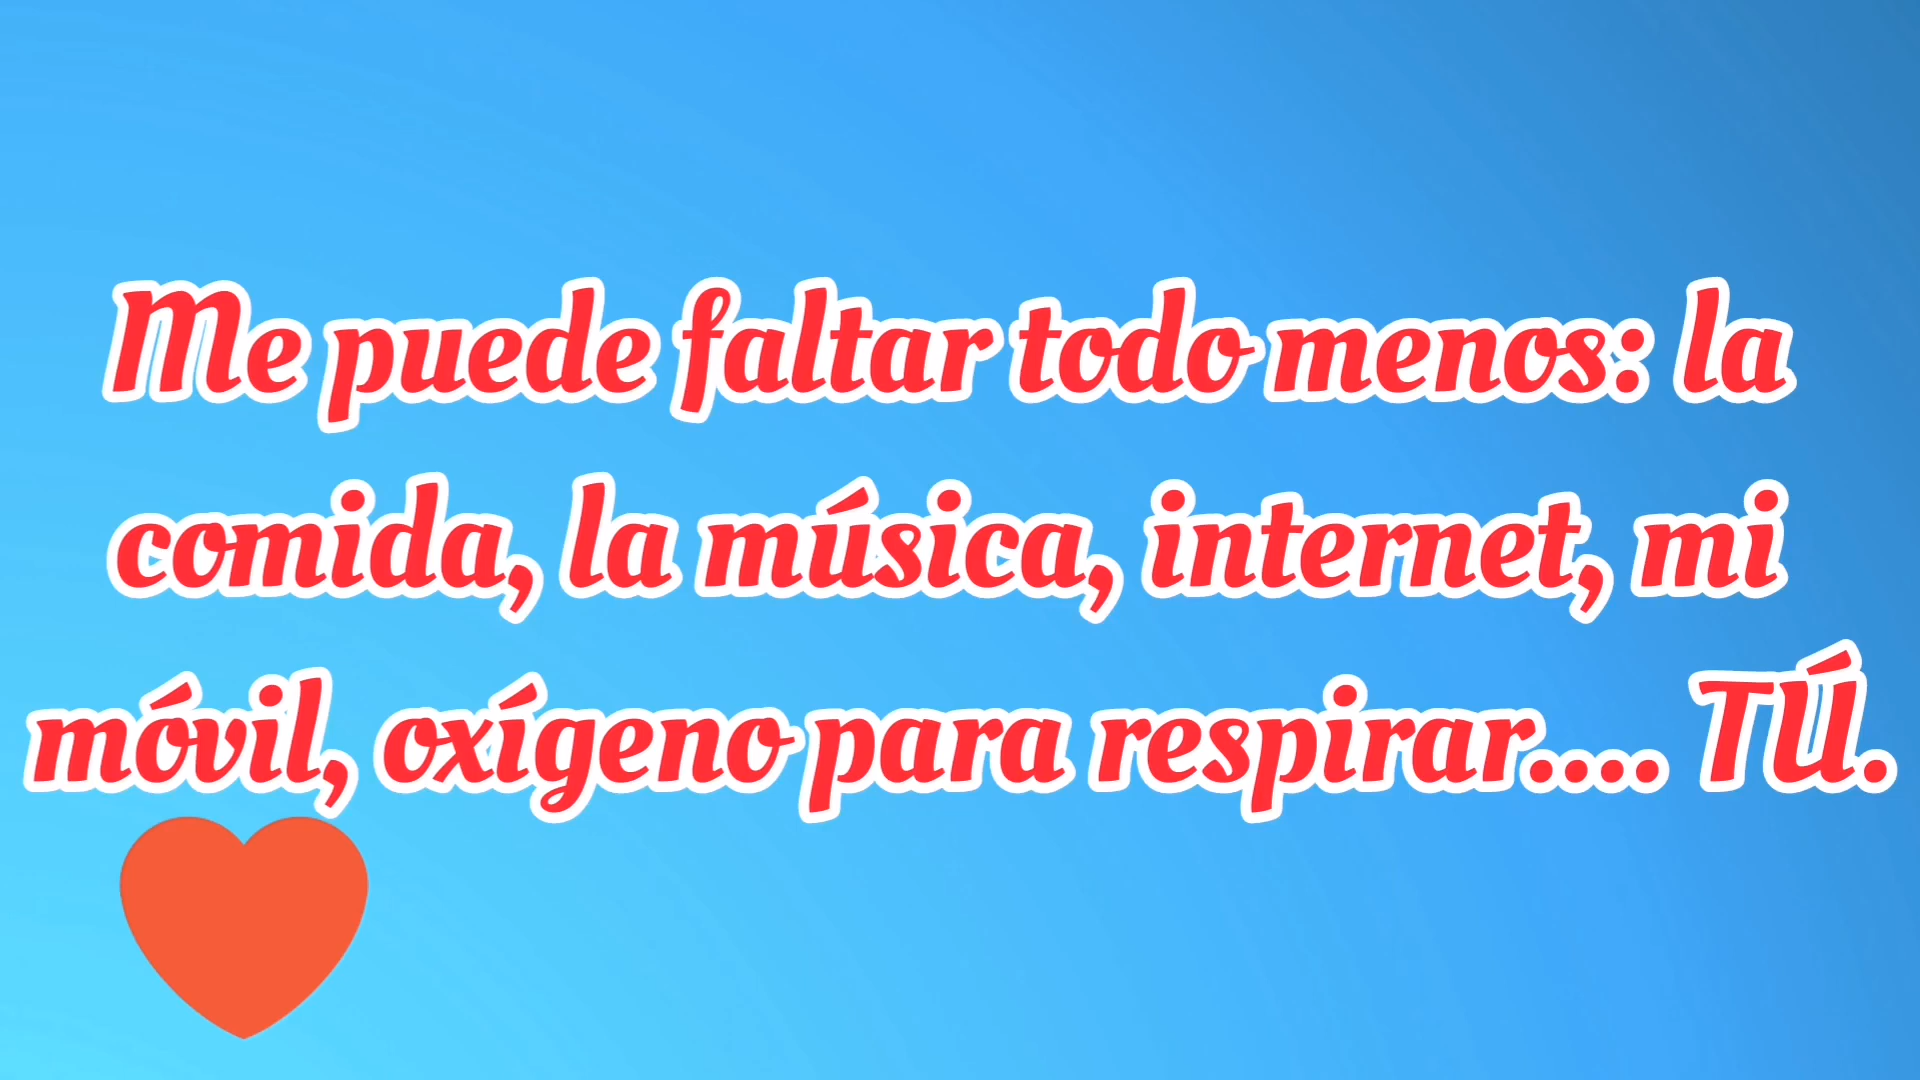 Me puede faltar todo menos: la
comida, la música, internet, mi
móvil, oxígeno para respirar.... TÚ.